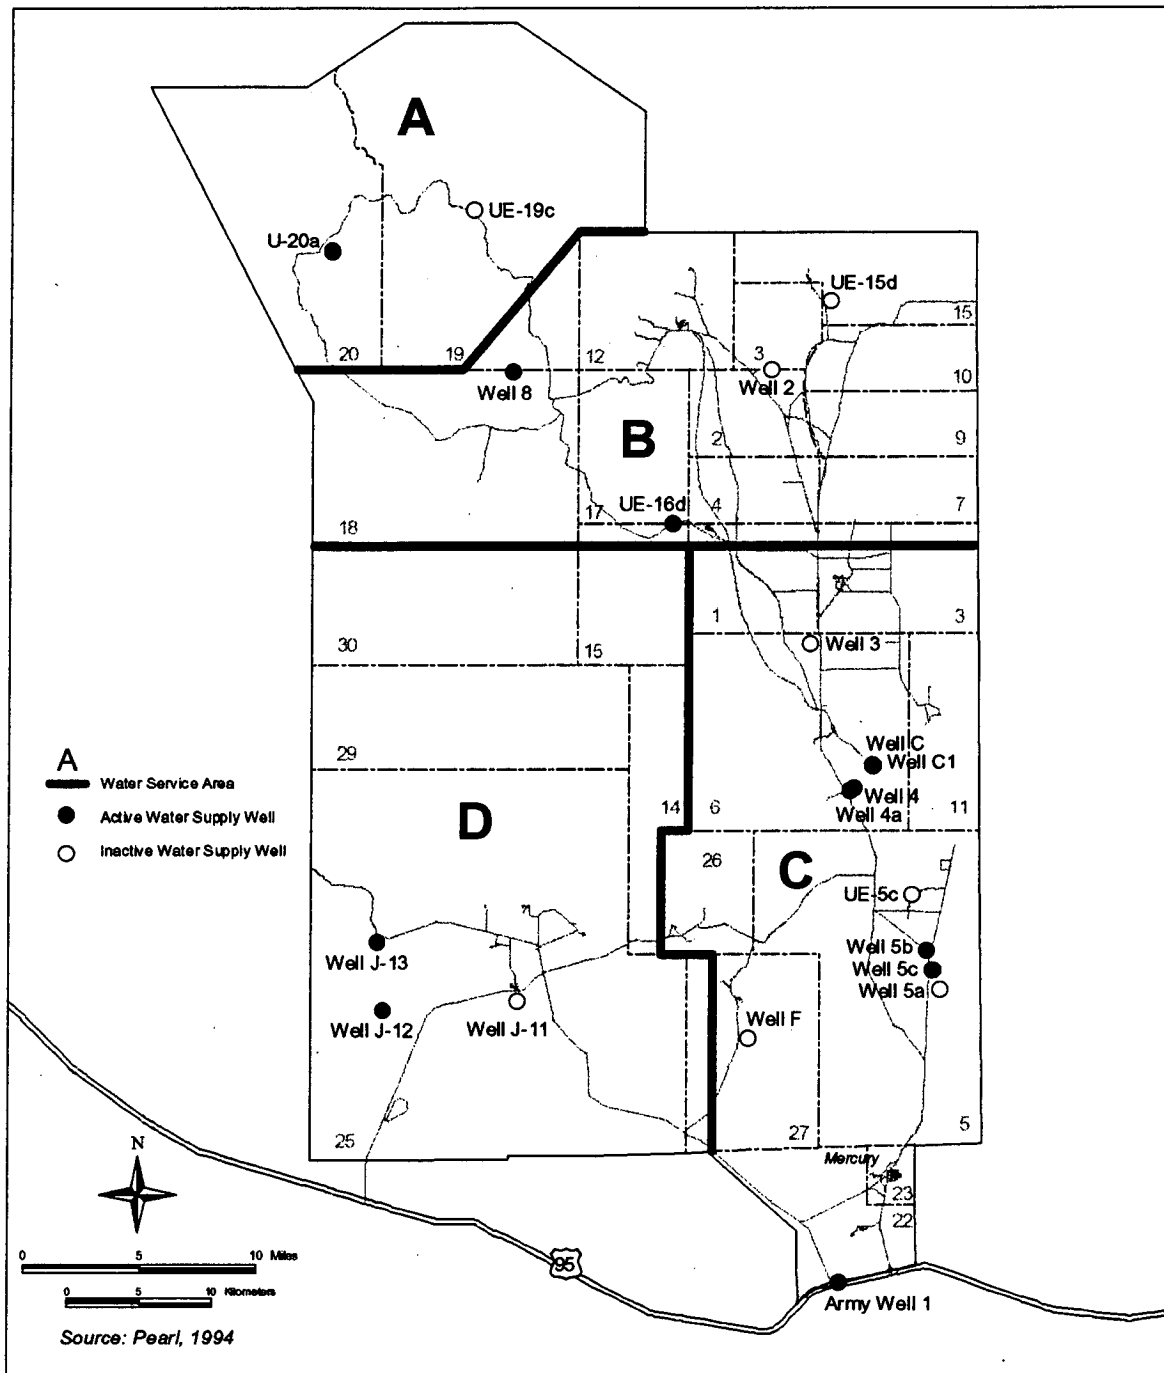 A
UE-19c
U-20a
UE-15d
15
20
19
12
3
Well 8
Well 2
10
B
2
9
UE-16d
17
4
7
18
1
3
30
15
Well 3
29
Well C
Well C1
Well 4
Well 4a
14
6
11
A
Water Service Area
Active Water Supply Well
Inactive Water Supply Well
D
26
C
UE-5c
Well 5b
Well J-13
Well 5c
Well 5a
Well J-12
Well J-11
Well F
25
27
5
N
Mercury
23
22
0 5 10 Miles
95
0 5 10 Kilometers
Army Well 1
Source: Pearl, 1994